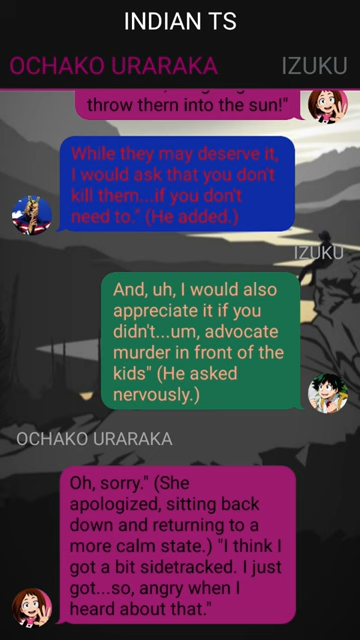 INDIAN TS
OCHAKO URARAKA IZUKU
throw them into the sun!"
While they may deserve it,
I would ask that you don't
kill them...if you don't
need to." (He added.)
IZUKU
And, uh, I would also
appreciate it if you
didn't...um, advocate
murder in front of the
kids" (He asked
nervously.)
OCHAKO URARAKA
Oh, sorry." (She
apologized, sitting back
down and returning to a
more calm state.) "I think I
got a bit sidetracked. I just
got...so, angry when I
heard about that."